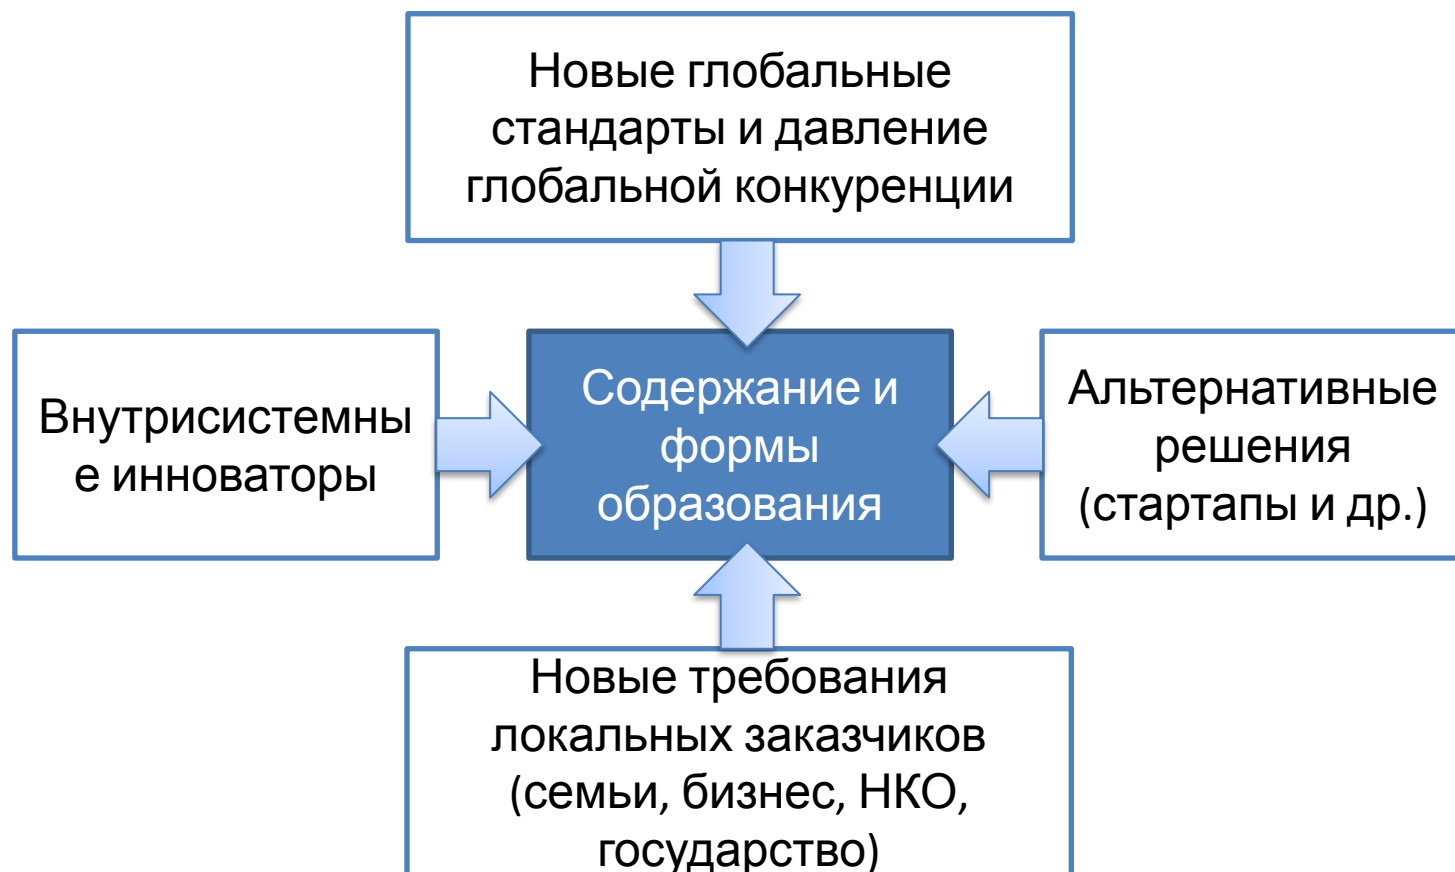 Новые глобальные
стандарты и давление
глобальной конкуренции
Внутрисистемны
е инноваторы
Содержание и
формы
образования
Альтернативные
решения
(стартапы и др.)
Новые требования
локальных заказчиков
(семьи, бизнес, НКО,
государство)